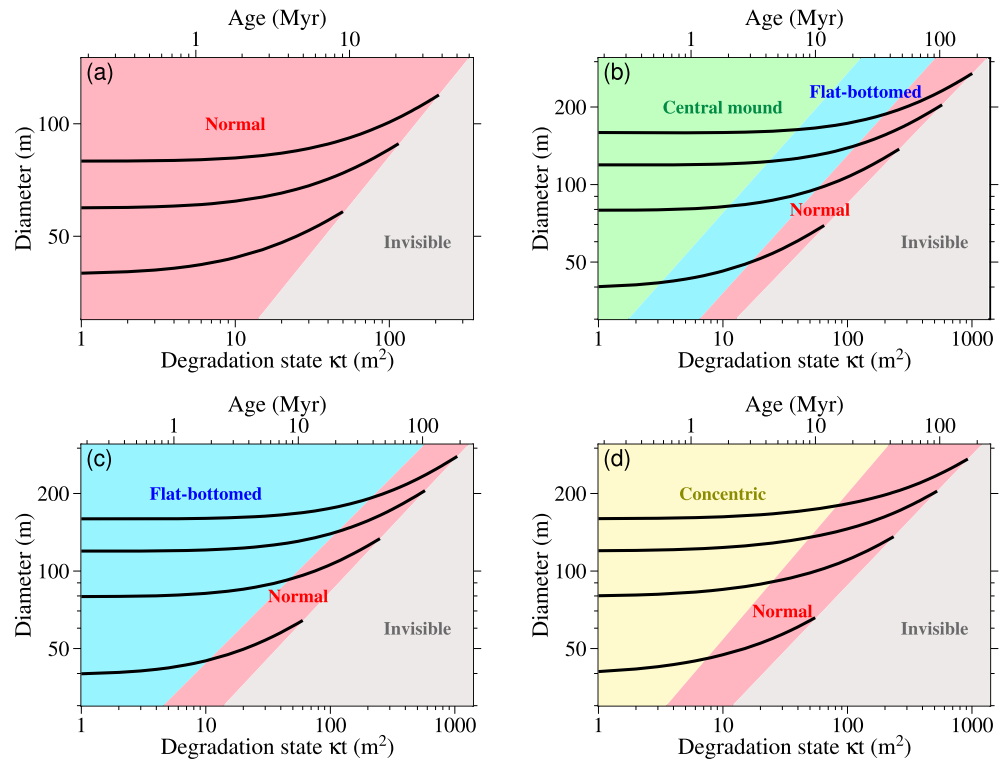 Age (Myr)
1 10
(a)
Normal
Invisible
100
50
Diameter (m)
1 10 100
Degradation state κt (m²)
Age (Myr)
1 10 100
(b)
Central mound
Flat-bottomed
Normal
Invisible
200
100
50
Diameter (m)
1 10 100 1000
Degradation state κt (m²)
Age (Myr)
1 10 100
(c)
Flat-bottomed
Normal
Invisible
200
100
50
Diameter (m)
1 10 100 1000
Degradation state κt (m²)
Age (Myr)
1 10 100
(d)
Concentric
Normal
Invisible
200
100
50
Diameter (m)
1 10 100 1000
Degradation state κt (m²)